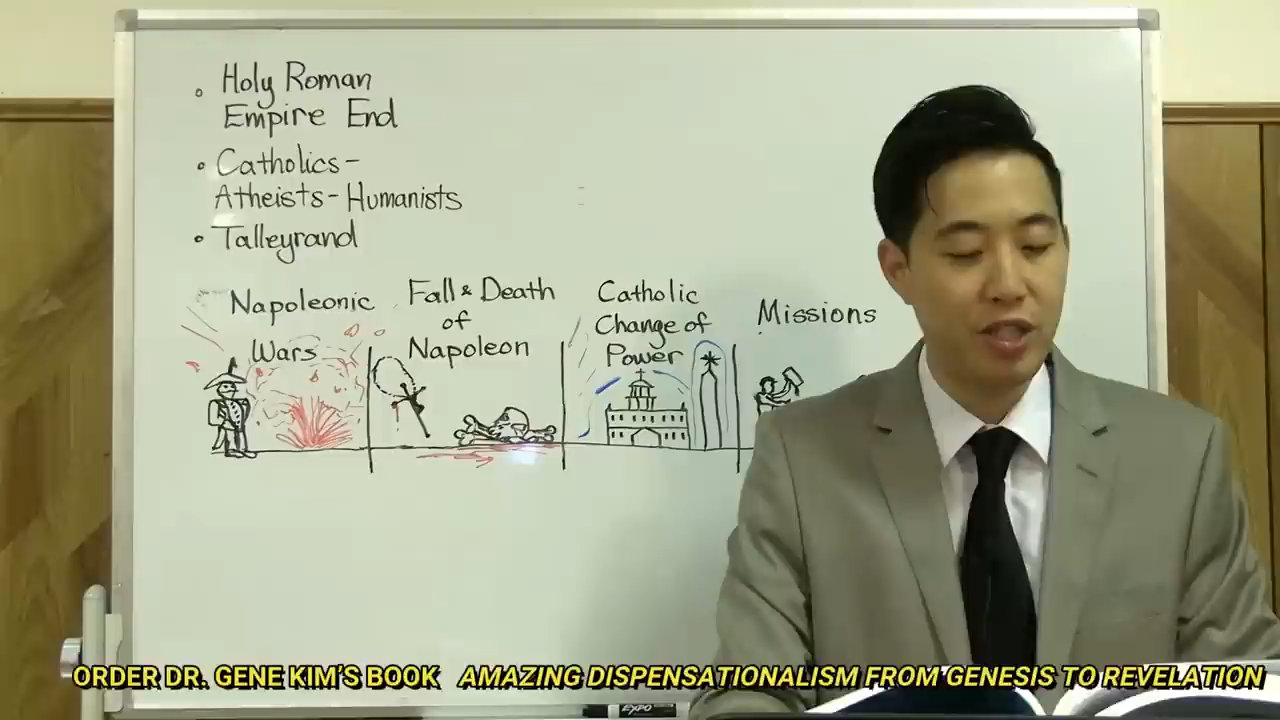 Holy Roman
Empire End
Catholics-
Atheists-Humanists
Talleyrand
Napoleonic
Wars
Fall & Death
of
Napoleon
Catholic
Change of
Power
Missions
EXPO
ORDER DR. GENE KIM'S BOOK AMAZING DISPENSATIONALISM FROM GENESIS TO REVELATION